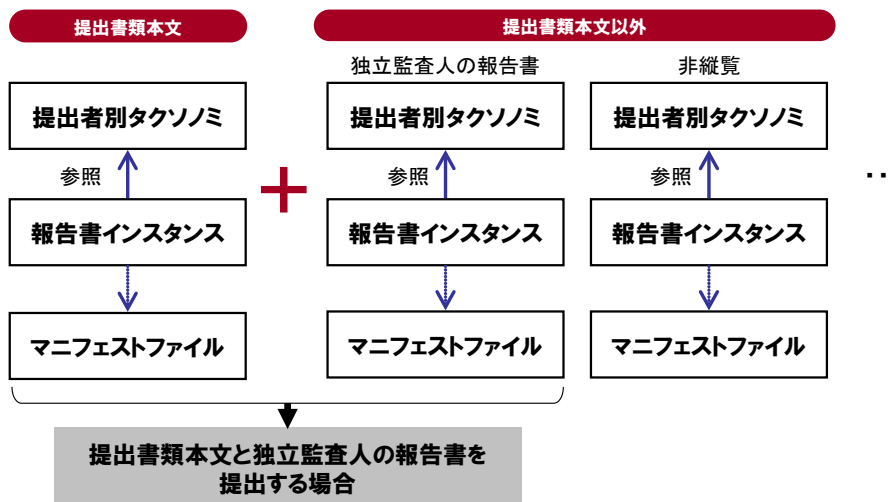 提出書類本文
提出書類本文以外
独立監査人の報告書
非縦覧
提出者別タクソノミ
提出者別タクソノミ
提出者別タクソノミ
参照
参照
参照
報告書インスタンス
報告書インスタンス
報告書インスタンス
マニフェストファイル
マニフェストファイル
マニフェストファイル
提出書類本文と独立監査人の報告書を
提出する場合